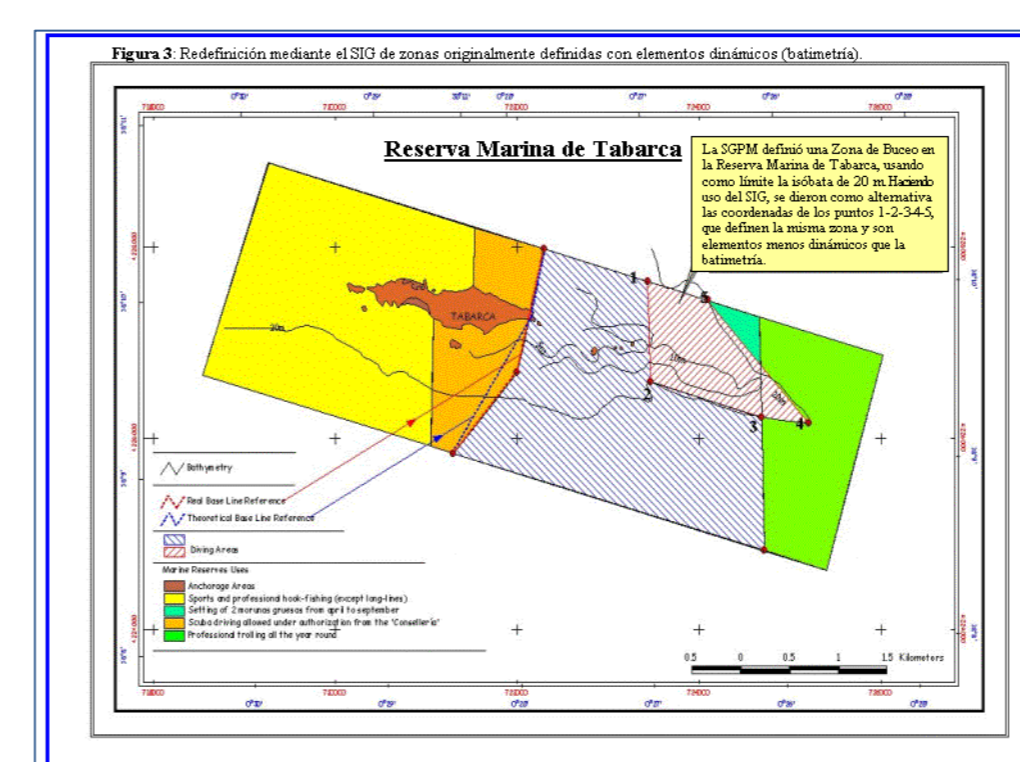 Figura 3: Redefinición mediante el SIG de zonas originalmente definidas con elementos dinámicos (batimetría).
Reserva Marina de Tabarca
La SGPM definió una Zona de Buceo en
la Reserva Marina de Tabarca, usando
como límite la isóbata de 20 m. Haciendo
uso del SIG, se dieron como alternativa
las coordenadas de los puntos 1-2-3-4-5,
que definen la misma zona y son
elementos menos dinámicos que la
batimetría.
1
5
TABARCA
20m
5m
10m
20m
2
3
4
Bathymetry
Real Base Line Reference
Theoretical Base Line Reference
Diving Areas
Marine Reserves Uses
Anchorage Areas
Sports and professional hook-fishing (except long-lines)
Setting of 2 morunas gruesas from april to september
Scuba driving allowed under authorization from the "Consellería"
Professional trolling all the year round
0.5 0 0.5 1 1.5 Kilometers